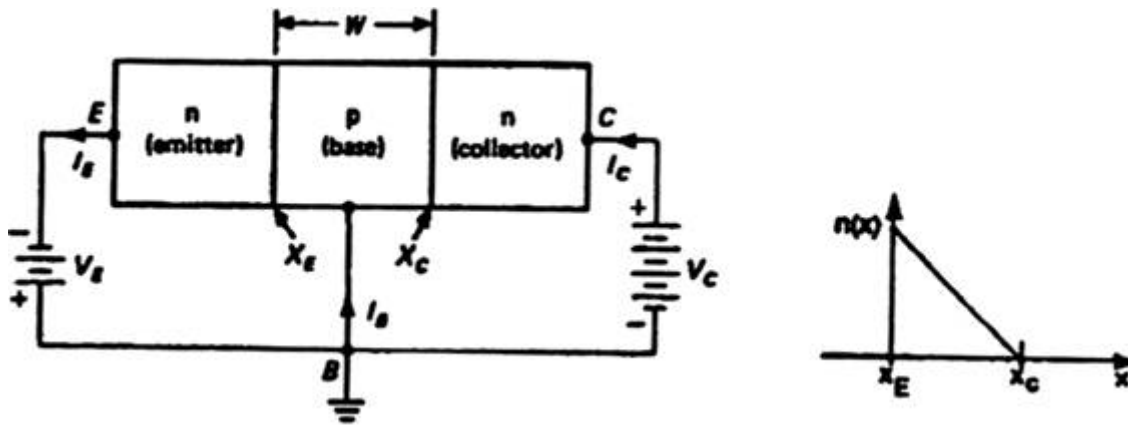 W
n
(emitter)
p
(base)
n
(collector)
E
C
I_E
I_C
X_E
X_C
−
+
V_E
+
−
V_C
I_B
B
n(x)
x_E
x_c
x